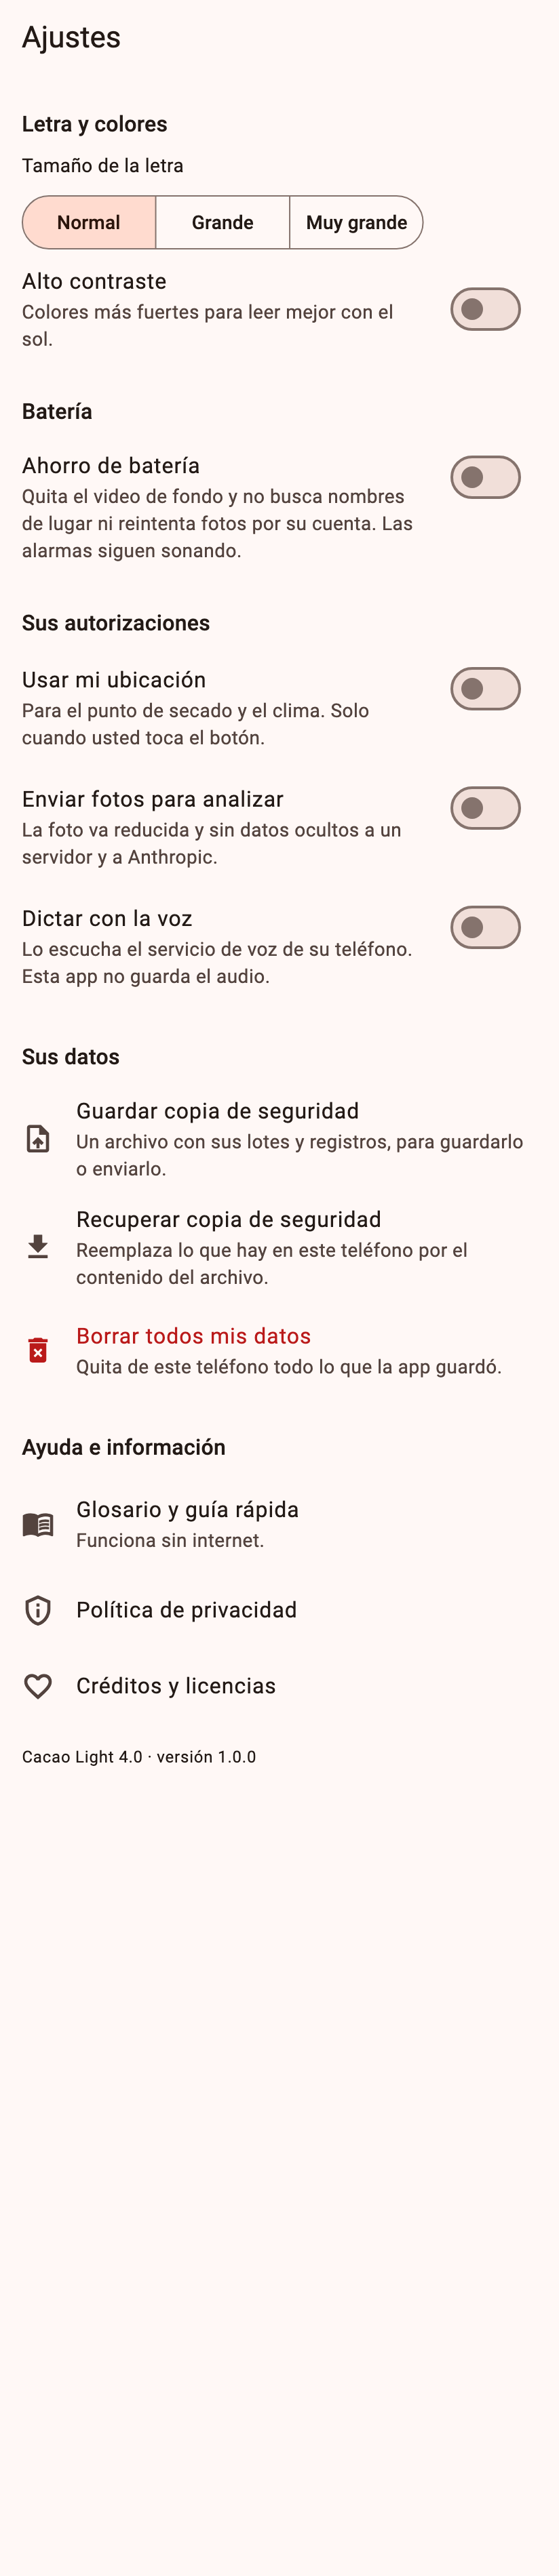 Ajustes
Letra y colores
Tamaño de la letra
Normal
Grande
Muy grande
Alto contraste
Colores más fuertes para leer mejor con el
sol.
Batería
Ahorro de batería
Quita el video de fondo y no busca nombres
de lugar ni reintenta fotos por su cuenta. Las
alarmas siguen sonando.
Sus autorizaciones
Usar mi ubicación
Para el punto de secado y el clima. Solo
cuando usted toca el botón.
Enviar fotos para analizar
La foto va reducida y sin datos ocultos a un
servidor y a Anthropic.
Dictar con la voz
Lo escucha el servicio de voz de su teléfono.
Esta app no guarda el audio.
Sus datos
Guardar copia de seguridad
Un archivo con sus lotes y registros, para guardarlo
o enviarlo.
Recuperar copia de seguridad
Reemplaza lo que hay en este teléfono por el
contenido del archivo.
Borrar todos mis datos
Quita de este teléfono todo lo que la app guardó.
Ayuda e información
Glosario y guía rápida
Funciona sin internet.
Política de privacidad
Créditos y licencias
Cacao Light 4.0 · versión 1.0.0